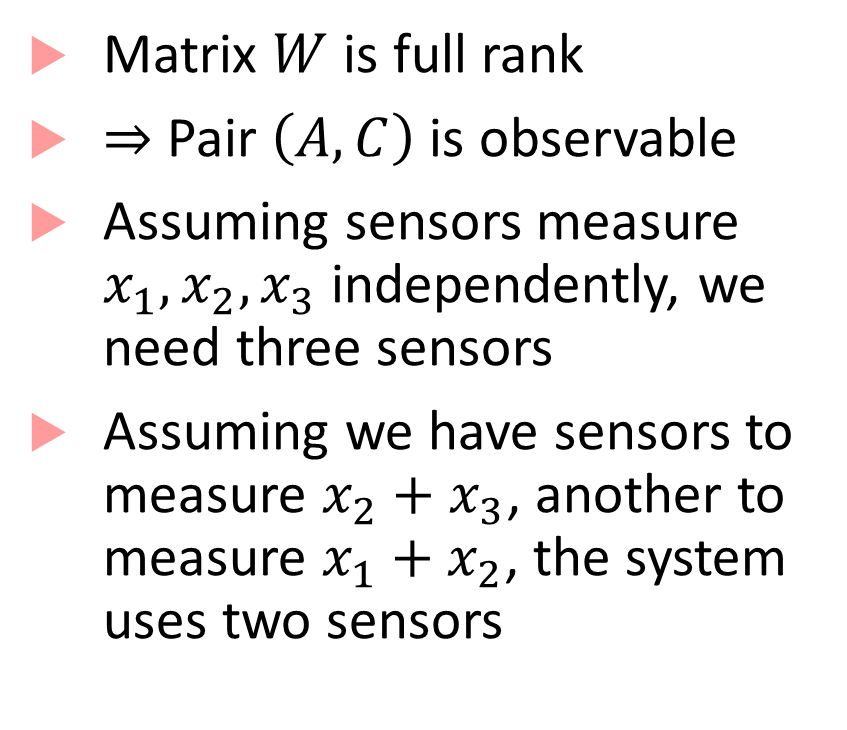 Matrix 𝑊 is full rank
⇒ Pair (𝐴, 𝐶) is observable
Assuming sensors measure
𝑥₁, 𝑥₂, 𝑥₃ independently, we
need three sensors
Assuming we have sensors to
measure 𝑥₂ + 𝑥₃, another to
measure 𝑥₁ + 𝑥₂, the system
uses two sensors